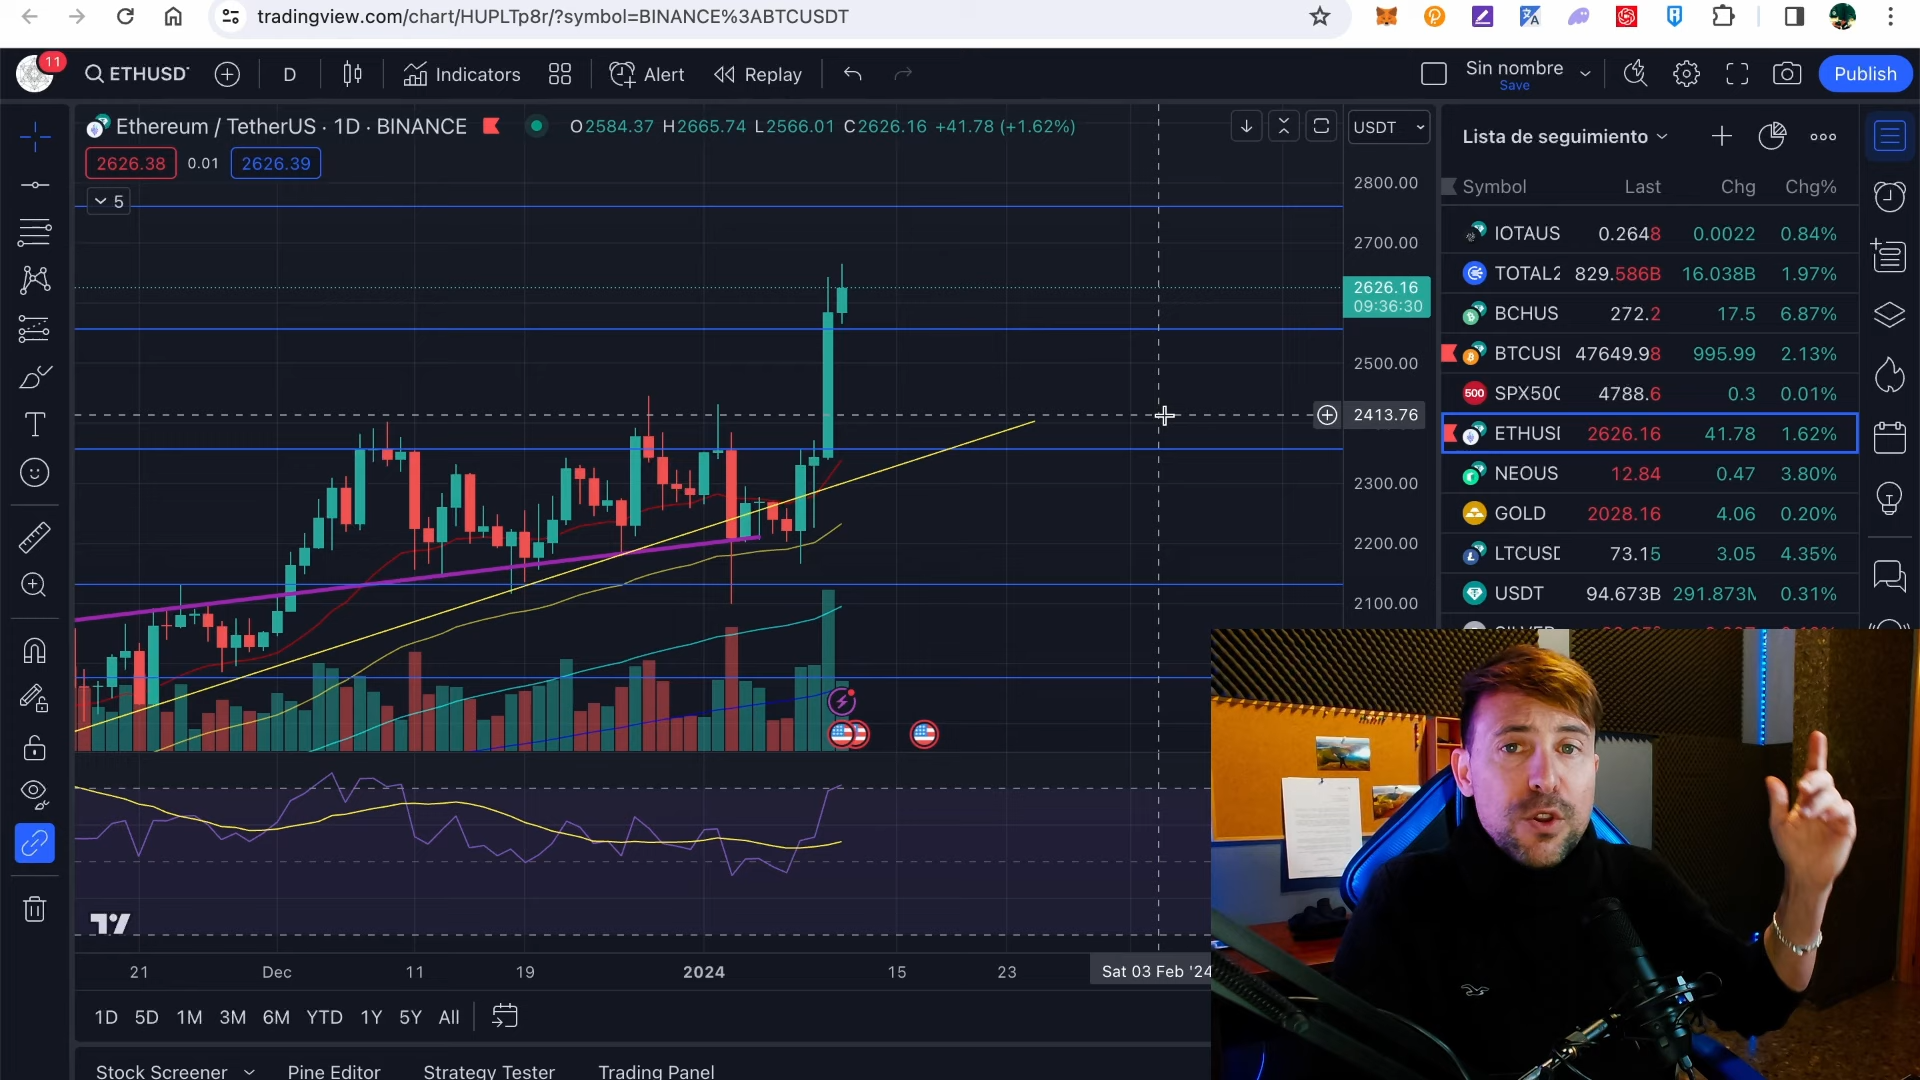 tradingview.com/chart/HUPLTp8r/?symbol=BINANCE%3ABTCUSDT
11
ETHUSDT
D
Indicators
Alert
Replay
Sin nombre
Save
Publish
Ethereum / TetherUS · 1D · BINANCE
O2584.37 H2665.74 L2566.01 C2626.16 +41.78 (+1.62%)
USDT
2626.38 0.01 2626.39
5
2800.00
2700.00
2626.16
09:36:30
2500.00
2413.76
2300.00
2200.00
2100.00
Lista de seguimiento
Symbol Last Chg Chg%
IOTAUS 0.2648 0.0022 0.84%
TOTAL2 829.586B 16.038B 1.97%
BCHUS 272.2 17.5 6.87%
BTCUSI 47649.98 995.99 2.13%
500 SPX500 4788.6 0.3 0.01%
ETHUSI 2626.16 41.78 1.62%
NEOUS 12.84 0.47 3.80%
GOLD 2028.16 4.06 0.20%
LTCUSI 73.15 3.05 4.35%
USDT 94.673B 291.873M 0.31%
21 Dec 11 19 2024 15 23 Sat 03 Feb '24
1D 5D 1M 3M 6M YTD 1Y 5Y All
Stock Screener Pine Editor Strategy Tester Trading Panel